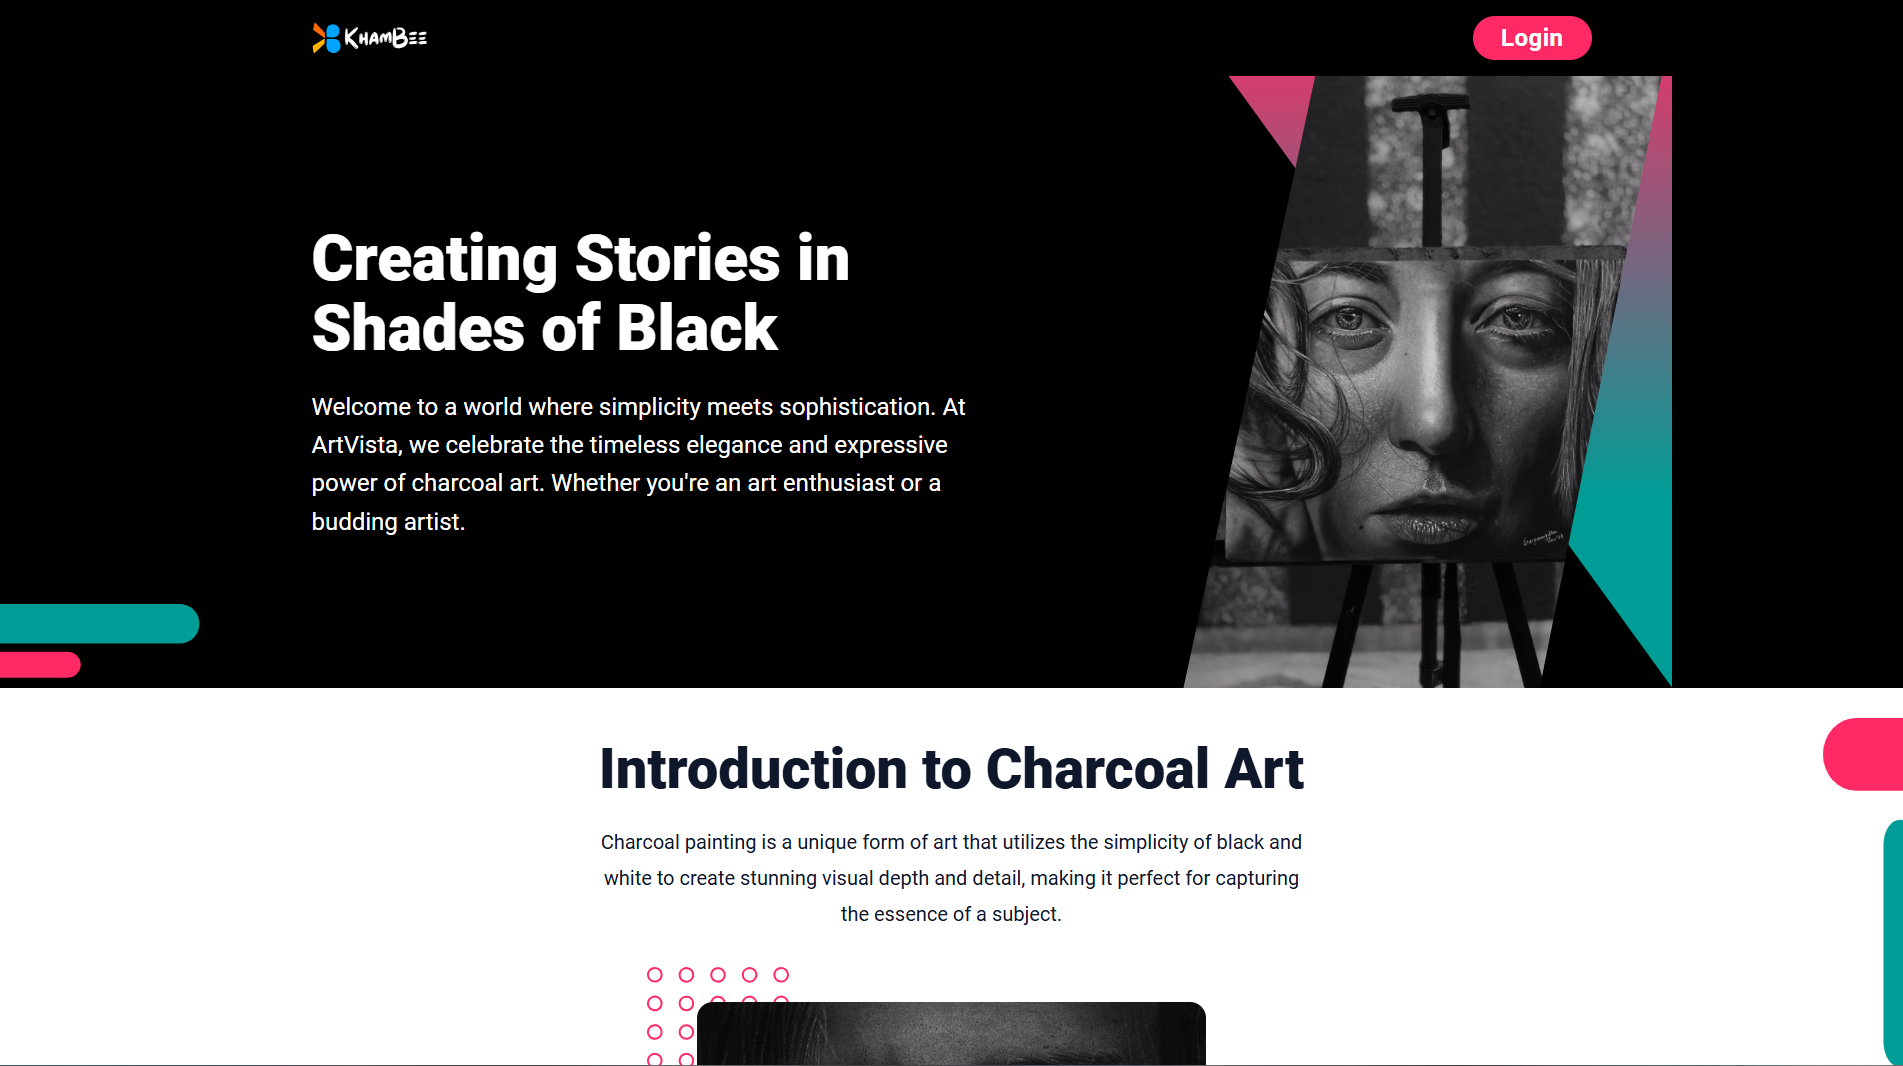 KHAMBEE
Login
Creating Stories in
Shades of Black
Welcome to a world where simplicity meets sophistication. At
ArtVista, we celebrate the timeless elegance and expressive
power of charcoal art. Whether you're an art enthusiast or a
budding artist.
Introduction to Charcoal Art
Charcoal painting is a unique form of art that utilizes the simplicity of black and
white to create stunning visual depth and detail, making it perfect for capturing
the essence of a subject.